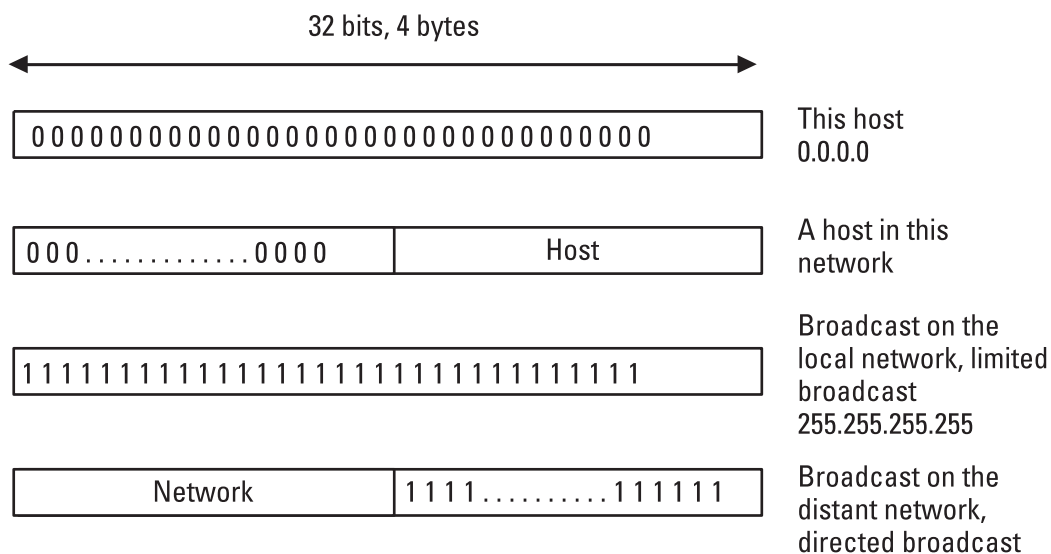 32 bits, 4 bytes
00000000000000000000000000000000
This host
0.0.0.0
000.............0000
Host
A host in this
network
11111111111111111111111111111111
Broadcast on the
local network, limited
broadcast
255.255.255.255
Network
1111..........111111
Broadcast on the
distant network,
directed broadcast